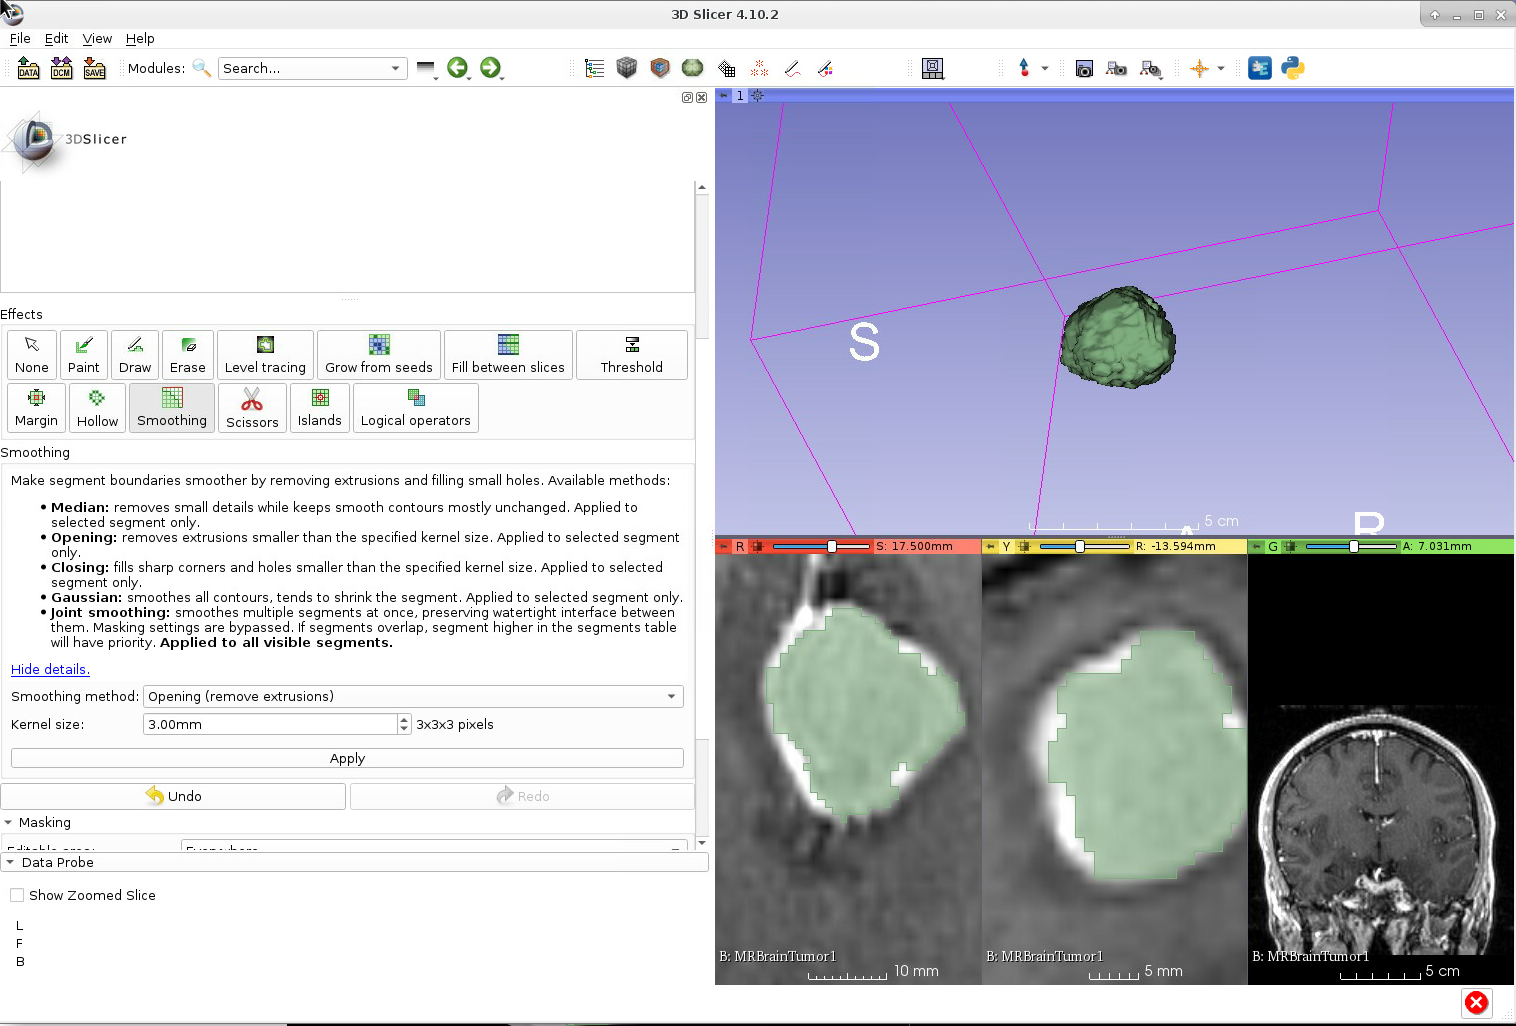 3D Slicer 4.10.2
File Edit View Help
DATA DCM SAVE Modules: Search...
3DSlicer
1
S
R
5 cm
Effects
None Paint Draw Erase Level tracing Grow from seeds Fill between slices Threshold
Margin Hollow Smoothing Scissors Islands Logical operators
Smoothing
Make segment boundaries smoother by removing extrusions and filling small holes. Available methods:
• Median: removes small details while keeps smooth contours mostly unchanged. Applied to
selected segment only.
• Opening: removes extrusions smaller than the specified kernel size. Applied to selected segment
only.
• Closing: fills sharp corners and holes smaller than the specified kernel size. Applied to selected
segment only.
• Gaussian: smoothes all contours, tends to shrink the segment. Applied to selected segment only.
• Joint smoothing: smoothes multiple segments at once, preserving watertight interface between
them. Masking settings are bypassed. If segments overlap, segment higher in the segments table
will have priority. Applied to all visible segments.
Hide details.
Smoothing method: Opening (remove extrusions)
Kernel size: 3.00mm 3x3x3 pixels
Apply
Undo Redo
Masking
Editable area: Everywhere
Data Probe
Show Zoomed Slice
L
F
B
R S: 17.500mm
Y R: -13.594mm
G A: 7.031mm
B: MRBrainTumor1
10 mm
B: MRBrainTumor1
5 mm
B: MRBrainTumor1
5 cm